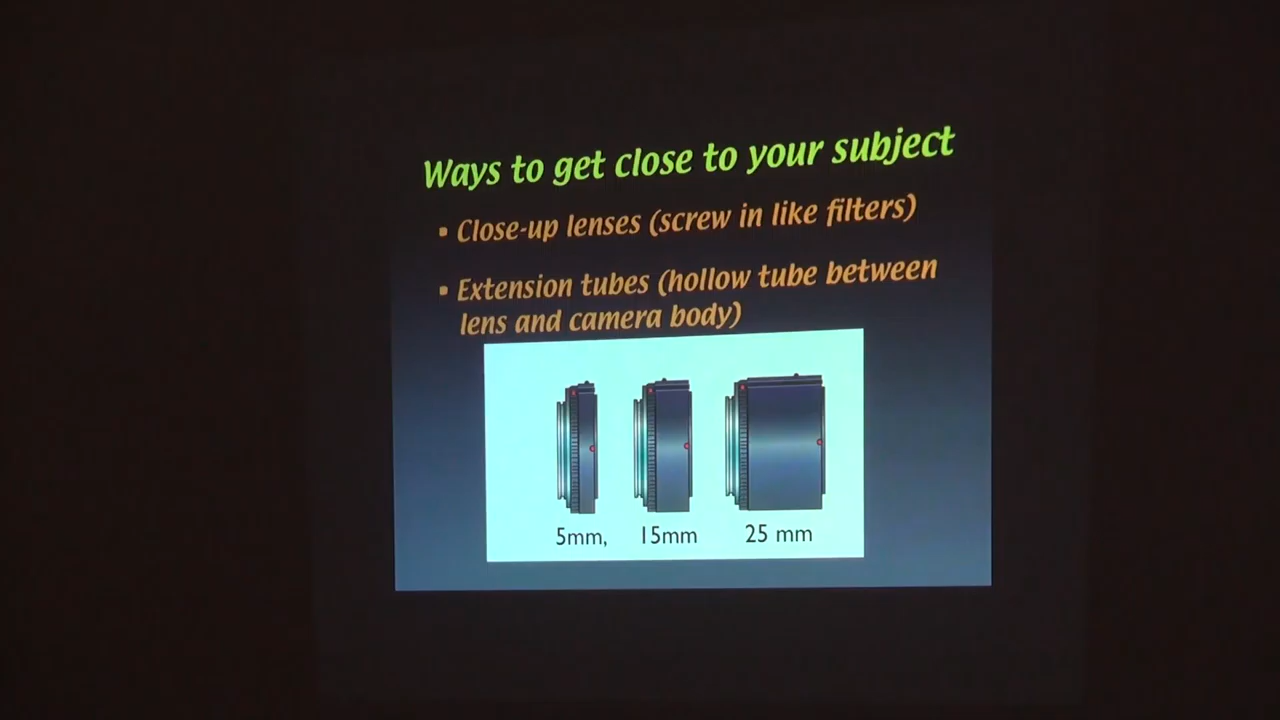 Ways to get close to your subject
▪ Close-up lenses (screw in like filters)
▪ Extension tubes (hollow tube between
lens and camera body)
5mm, 15mm 25 mm